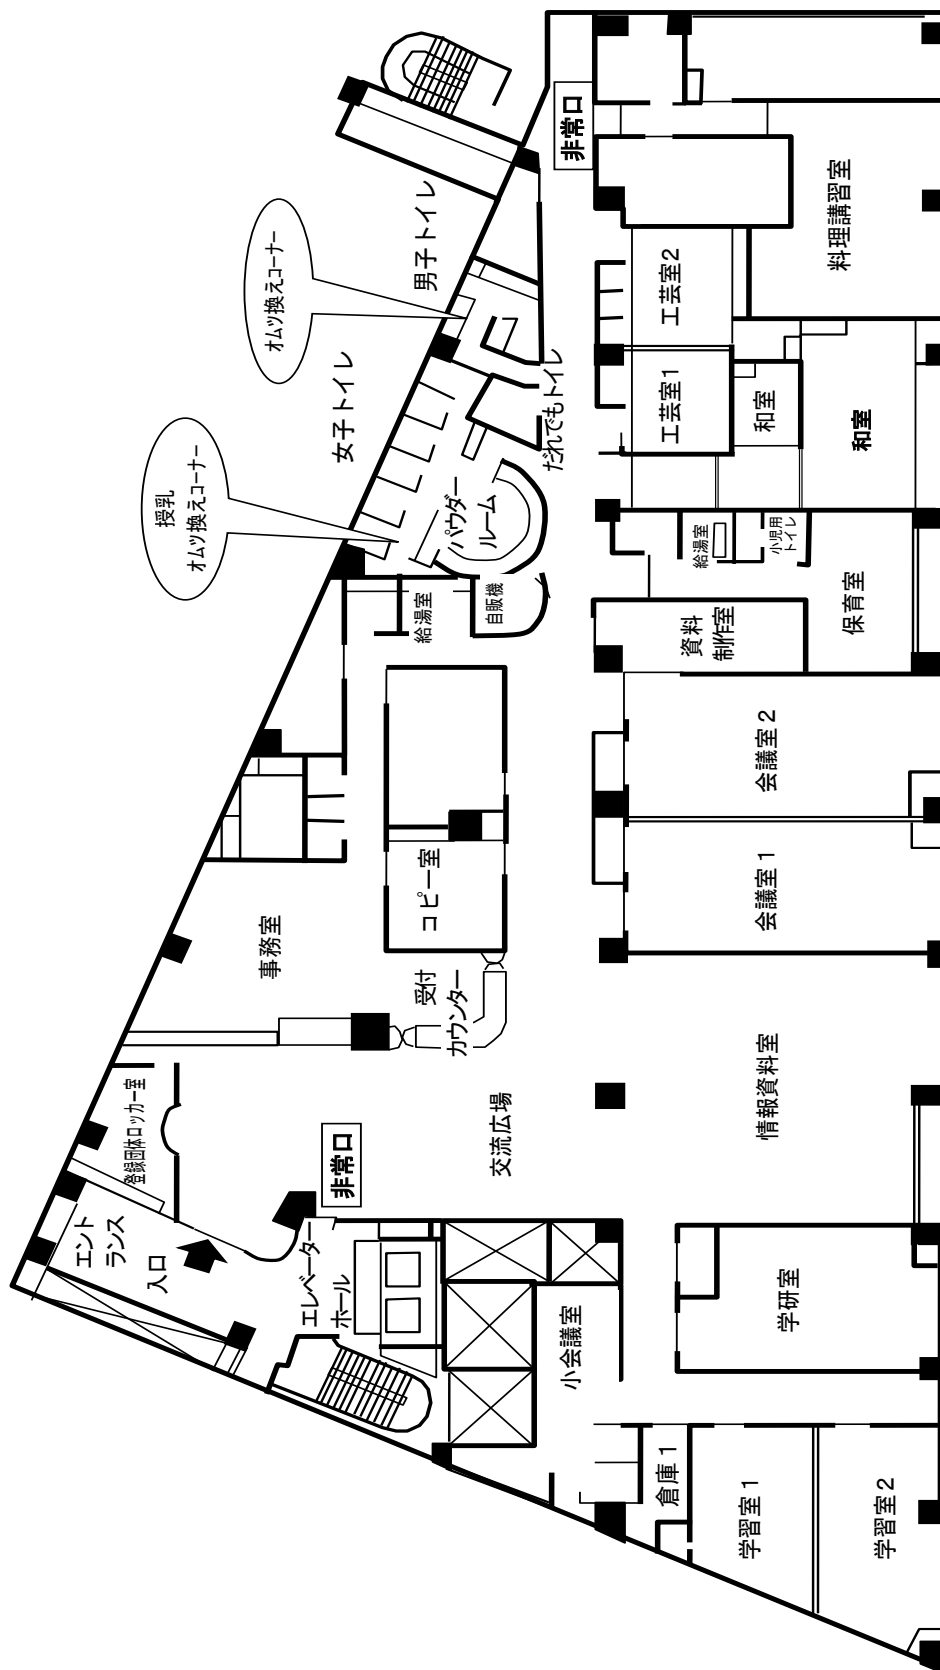 オムツ換えコーナー
授乳
オムツ換えコーナー
女子トイレ
男子トイレ
非常口
だれでもトイレ
パウダー
ルーム
給湯室
自販機
工芸室1
工芸室2
料理講習室
和室
和室
給湯室
小児用
トイレ
保育室
資料
制作室
会議室2
会議室1
コピー室
事務室
受付
カウンター
情報資料室
交流広場
登録団体ロッカー室
非常口
エント
ランス
入口
エレベーター
ホール
小会議室
学研室
倉庫1
学習室1
学習室2